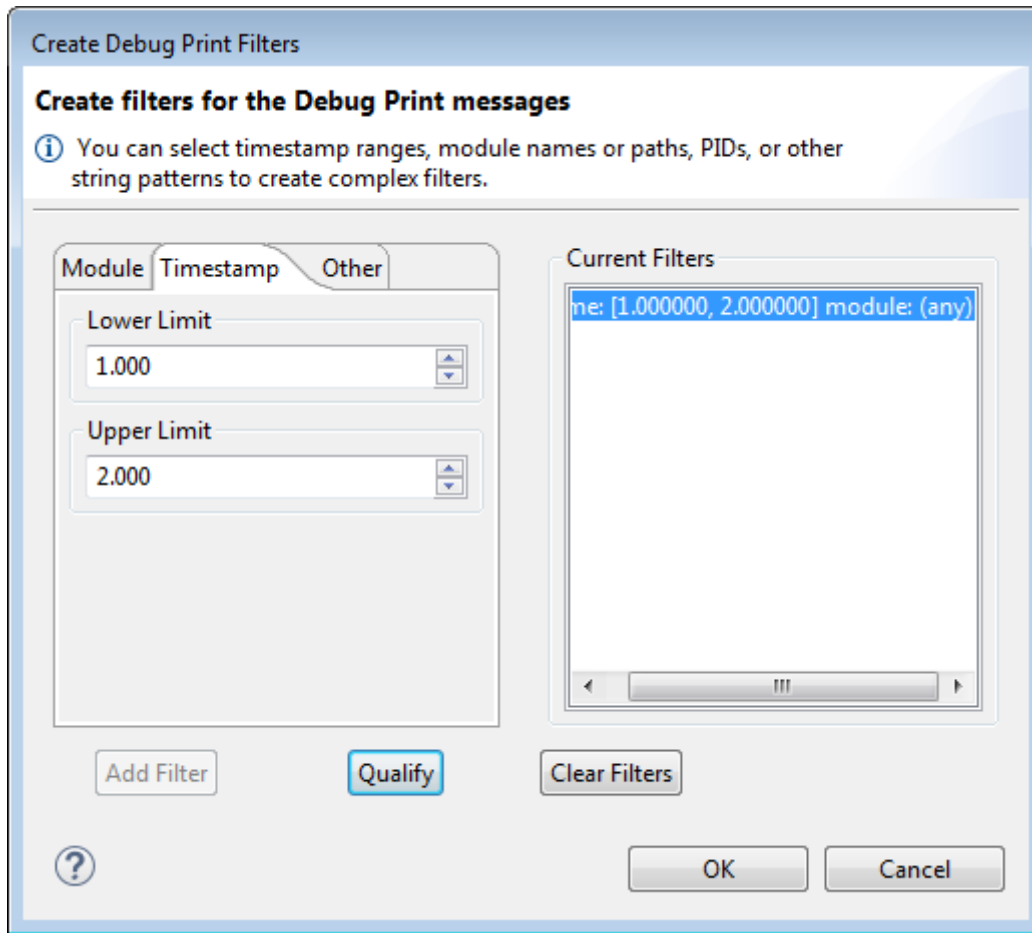 Create Debug Print Filters
Create filters for the Debug Print messages
You can select timestamp ranges, module names or paths, PIDs, or other
string patterns to create complex filters.
Module Timestamp Other
Lower Limit
1.000
Upper Limit
2.000
Current Filters
me: [1.000000, 2.000000] module: (any)
Add Filter Qualify Clear Filters
? OK Cancel